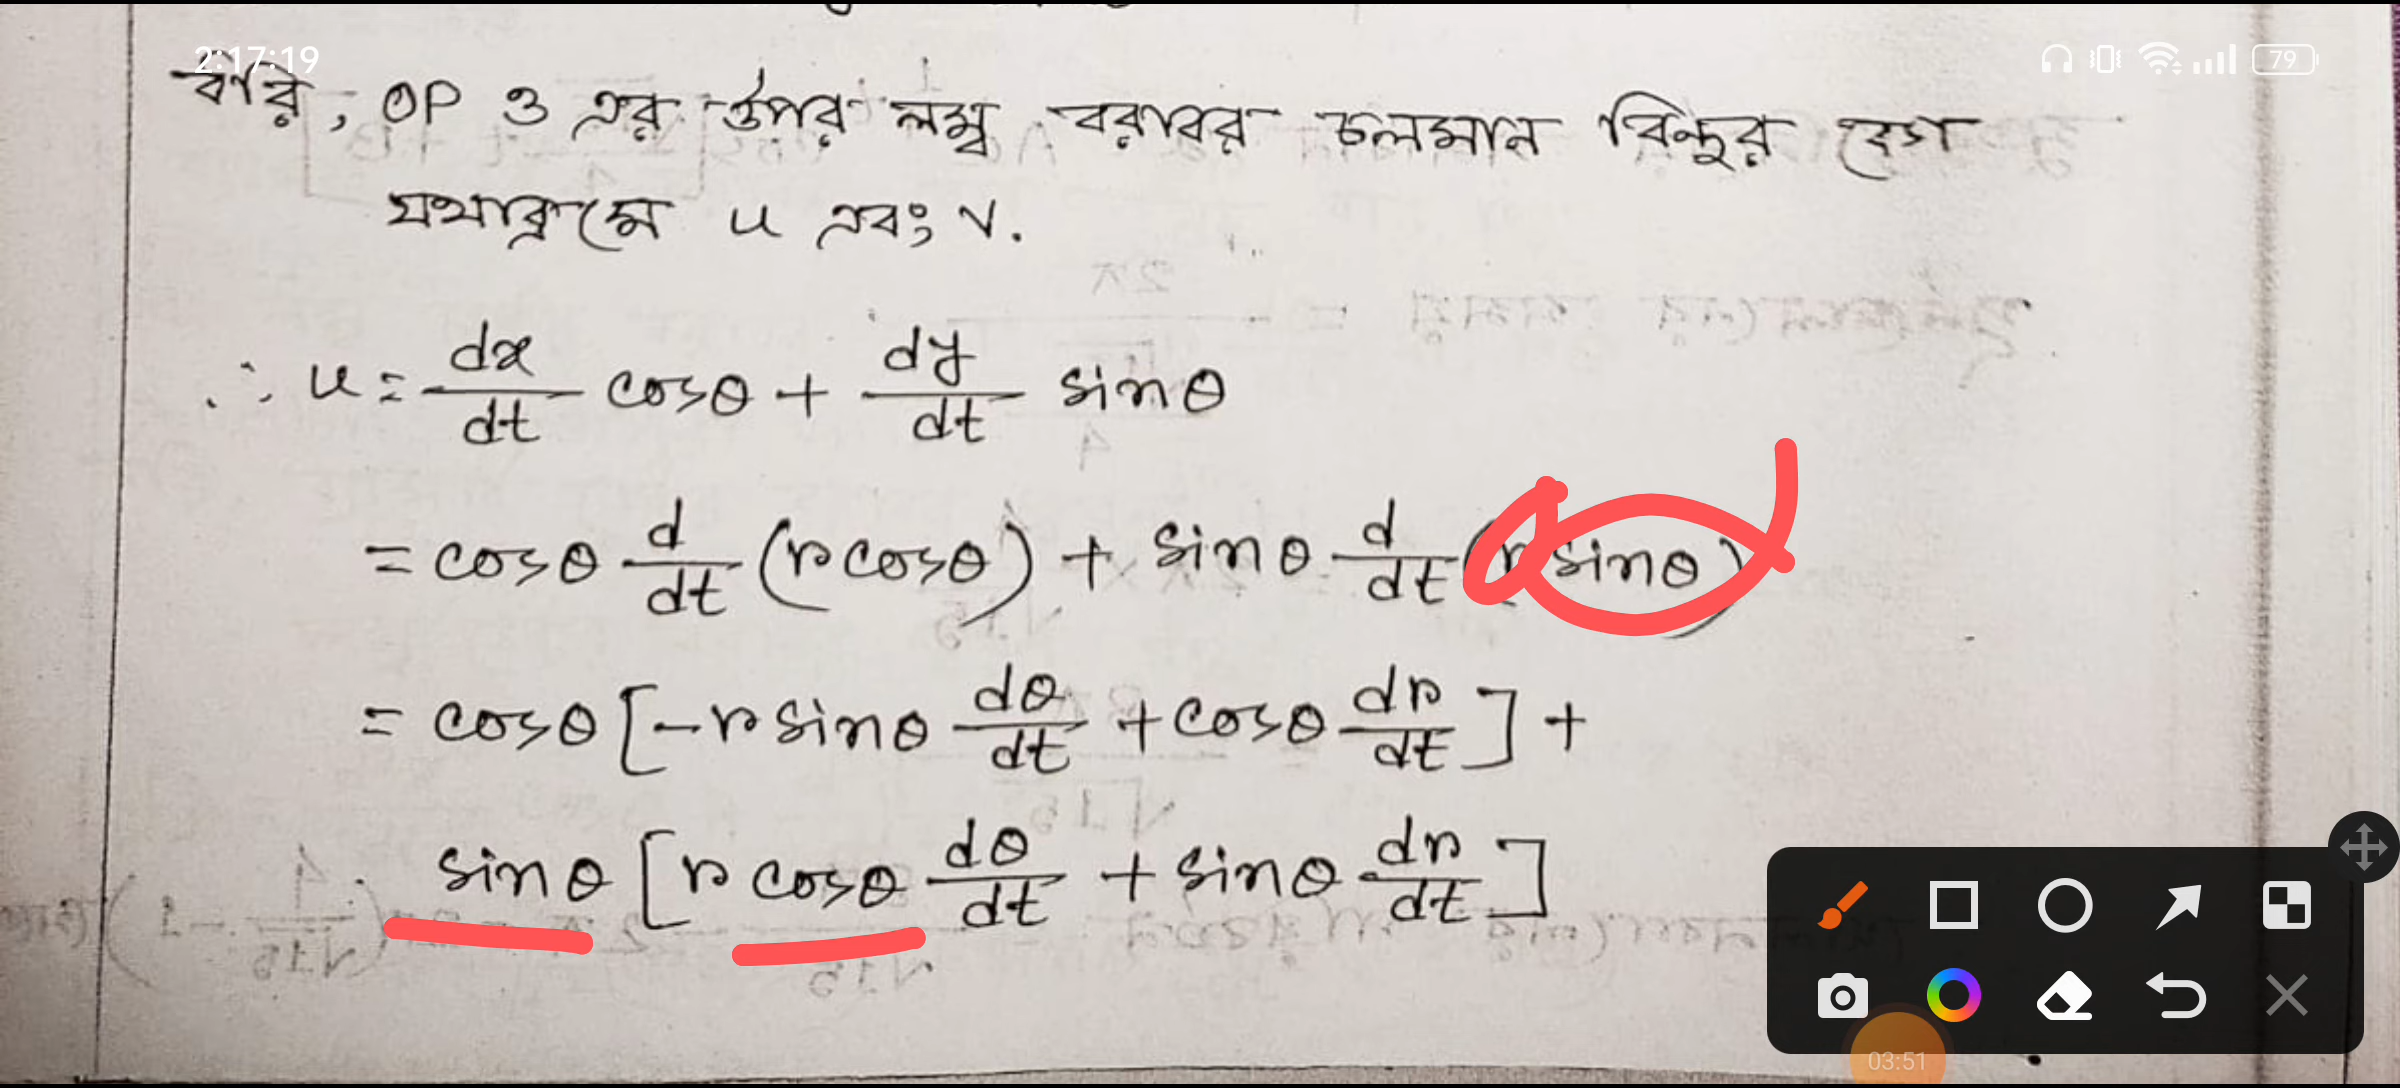 2:17:19
79
ধরি, OP ও এর উপর লম্ব বরাবর চলমান বিন্দুর বেগ
যথাক্রমে u এবং v.
∴ u = dx/dt cosθ + dy/dt sinθ
= cosθ d/dt (r cosθ) + sinθ d/dt (r sinθ)
= cosθ [-r sinθ dθ/dt + cosθ dr/dt] +
sinθ [r cosθ dθ/dt + sinθ dr/dt]
03:51